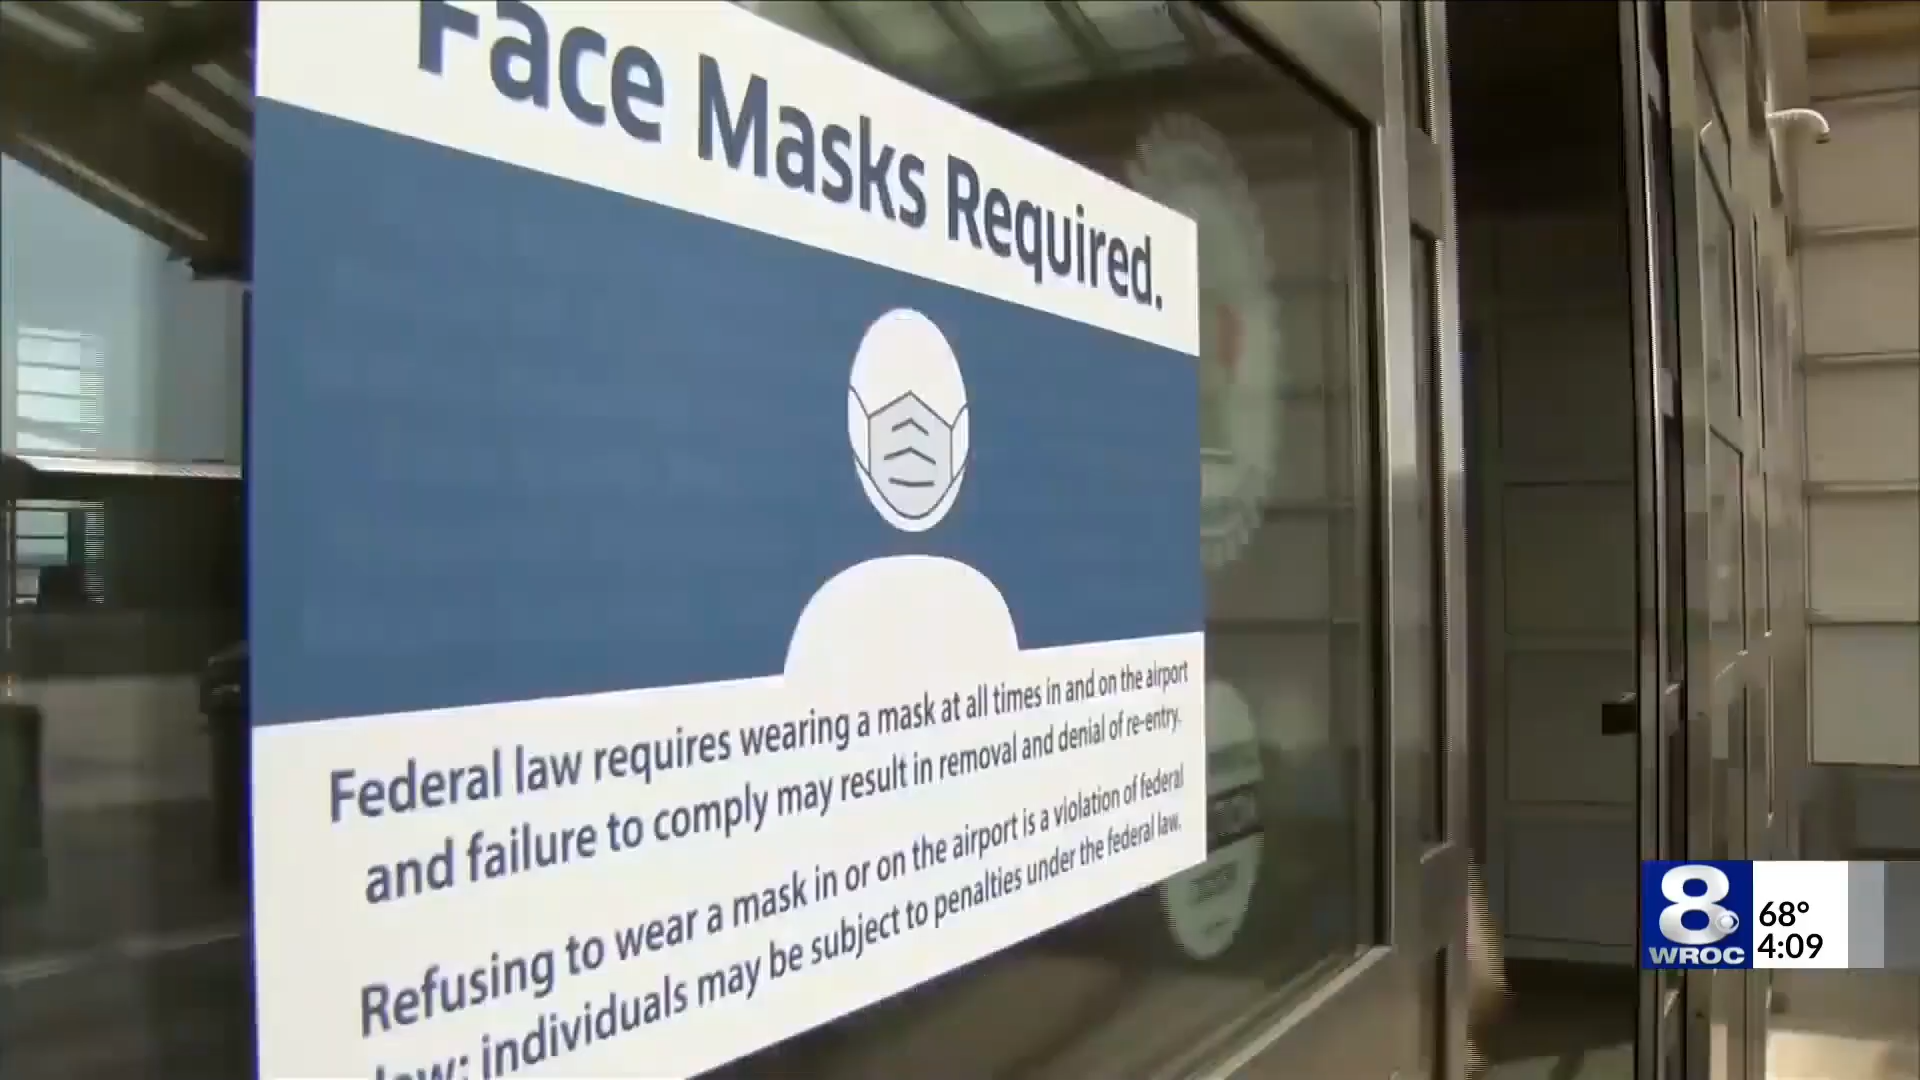 Face Masks Required.
Federal law requires wearing a mask at all times in and on the airport
and failure to comply may result in removal and denial of re-entry.
Refusing to wear a mask in or on the airport is a violation of federal
law; individuals may be subject to penalties under the federal law.
8
WROC
68°
4:09